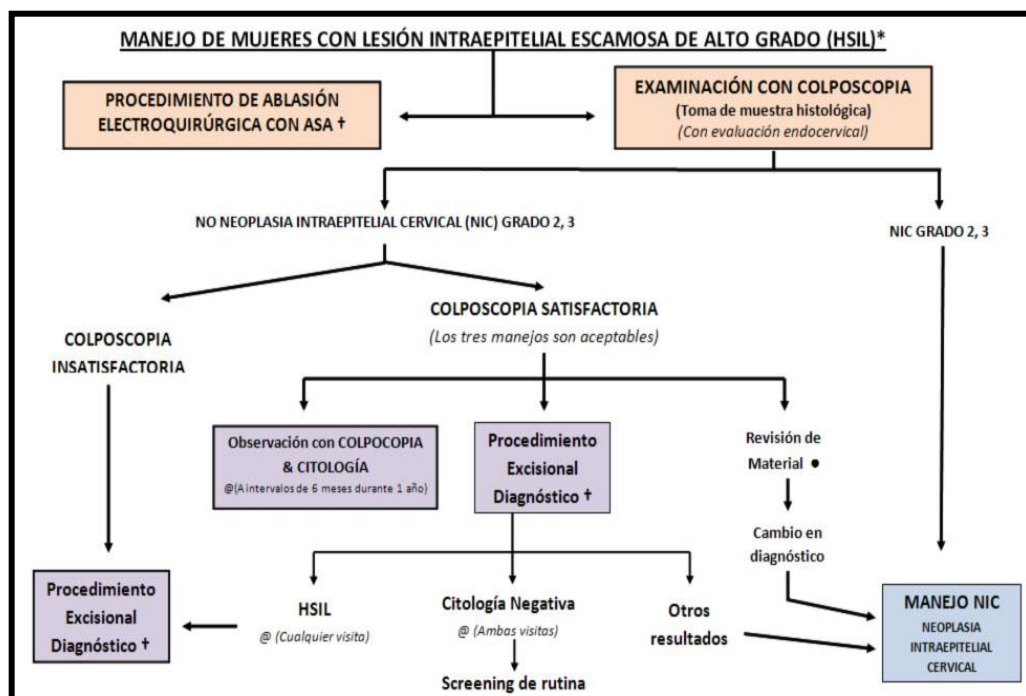 MANEJO DE MUJERES CON LESIÓN INTRAEPITELIAL ESCAMOSA DE ALTO GRADO (HSIL)*
PROCEDIMIENTO DE ABLASIÓN
ELECTROQUIRÚRGICA CON ASA †
EXAMINACIÓN CON COLPOSCOPIA
(Toma de muestra histológica)
(Con evaluación endocervical)
NO NEOPLASIA INTRAEPITELIAL CERVICAL (NIC) GRADO 2, 3
NIC GRADO 2, 3
COLPOSCOPIA
INSATISFACTORIA
COLPOSCOPIA SATISFACTORIA
(Los tres manejos son aceptables)
Observación con COLPOCOPIA
& CITOLOGÍA
@(A intervalos de 6 meses durante 1 año)
Procedimiento
Excisional
Diagnóstico †
Revisión de
Material ●
Cambio en
diagnóstico
Procedimiento
Excisional
Diagnóstico †
HSIL
@ (Cualquier visita)
Citología Negativa
@ (Ambas visitas)
Screening de rutina
Otros
resultados
MANEJO NIC
NEOPLASIA
INTRAEPITELIAL
CERVICAL